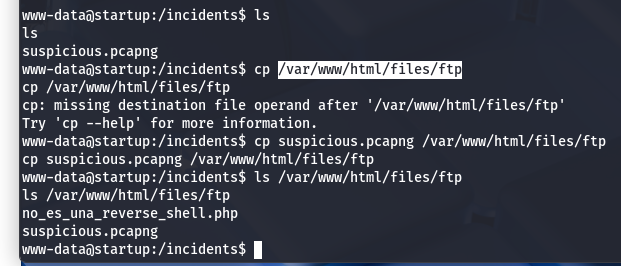 www-data@startup:/incidents$ ls
ls
suspicious.pcapng
www-data@startup:/incidents$ cp /var/www/html/files/ftp
cp /var/www/html/files/ftp
cp: missing destination file operand after '/var/www/html/files/ftp'
Try 'cp --help' for more information.
www-data@startup:/incidents$ cp suspicious.pcapng /var/www/html/files/ftp
cp suspicious.pcapng /var/www/html/files/ftp
www-data@startup:/incidents$ ls /var/www/html/files/ftp
ls /var/www/html/files/ftp
no_es_una_reverse_shell.php
suspicious.pcapng
www-data@startup:/incidents$